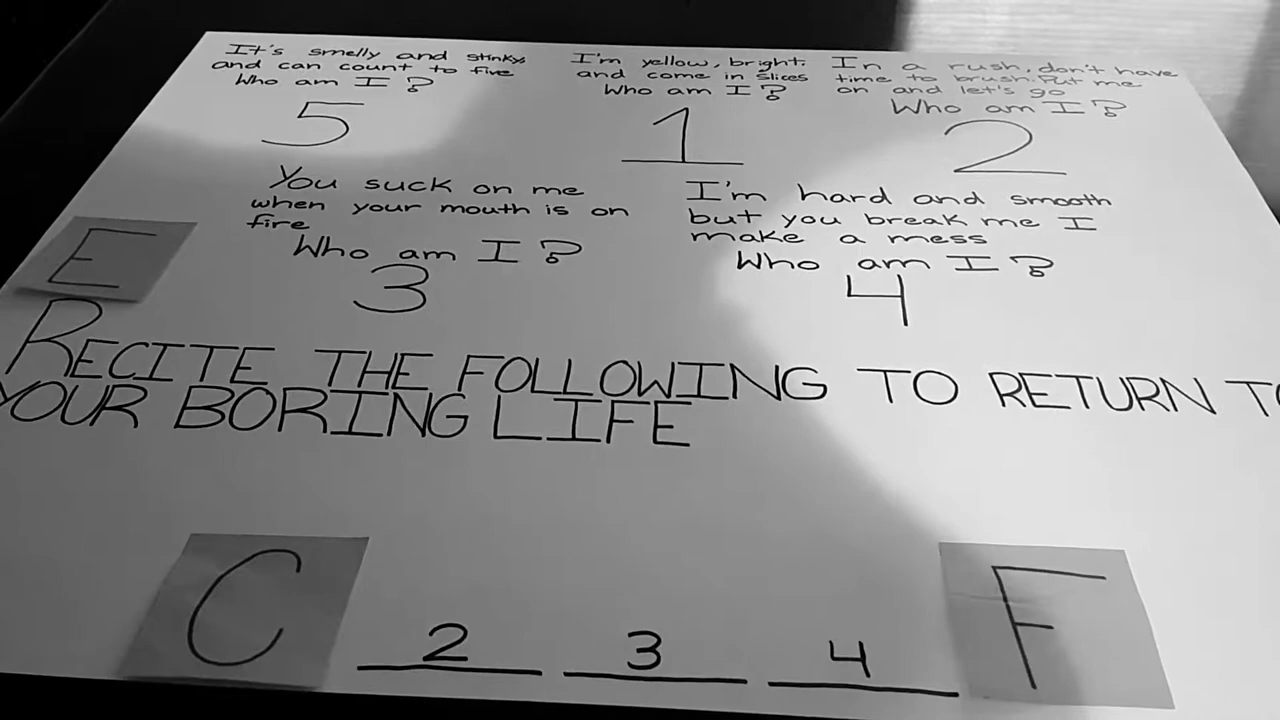 It's smelly and stinky
and can count to five
Who am I?
5
I'm yellow, bright.
and come in slices
Who am I?
1
In a rush, don't have
time to brush. Put me
on and let's go
Who am I?
2
You suck on me
when your mouth is on
fire
Who am I?
3
I'm hard and smooth
but you break me I
make a mess
Who am I?
4
E
RECITE THE FOLLOWING TO RETURN TO
YOUR BORING LIFE
C 2 3 4 F